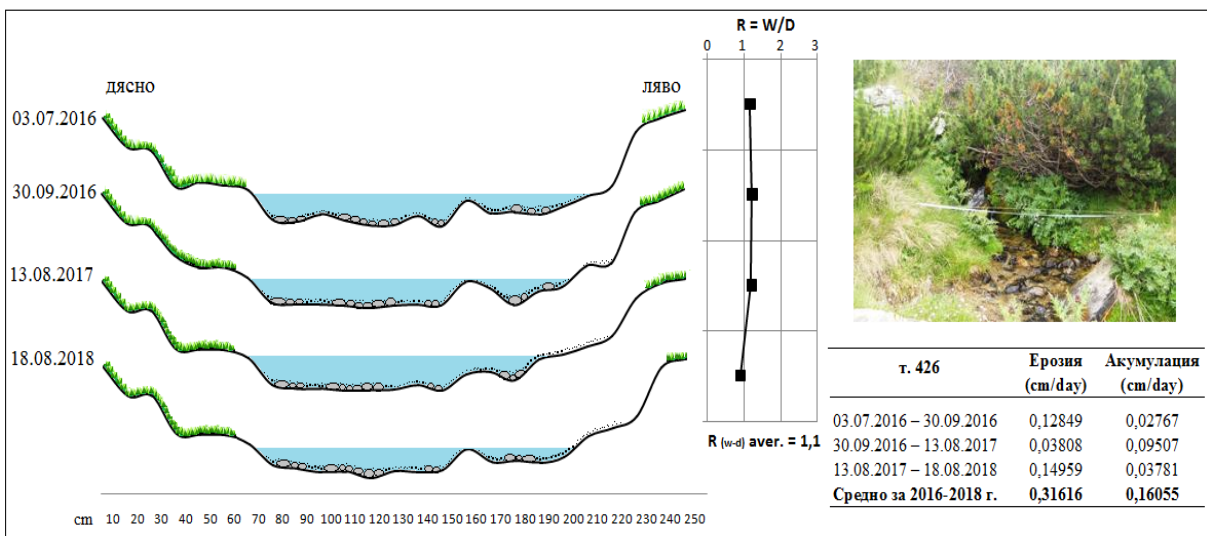 R = W/D
0 1 2 3
ДЯСНО
ЛЯВО
03.07.2016
30.09.2016
13.08.2017
18.08.2018
cm 10 20 30 40 50 60 70 80 90 100 110 120 130 140 150 160 170 180 190 200 210 220 230 240 250
R (w-d) aver. = 1,1
т. 426 Ерозия (cm/day) Акумулация (cm/day)
03.07.2016 – 30.09.2016 0,12849 0,02767
30.09.2016 – 13.08.2017 0,03808 0,09507
13.08.2017 – 18.08.2018 0,14959 0,03781
Средно за 2016-2018 г. 0,31616 0,16055